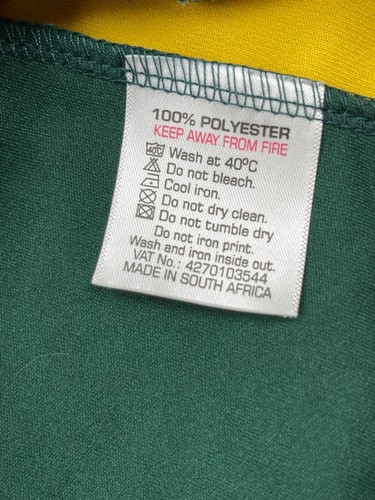 100% POLYESTER
KEEP AWAY FROM FIRE
Wash at 40ºC
Do not bleach.
Cool iron.
Do not dry clean.
Do not tumble dry
Do not iron print.
Wash and iron inside out.
VAT No.: 4270103544
MADE IN SOUTH AFRICA